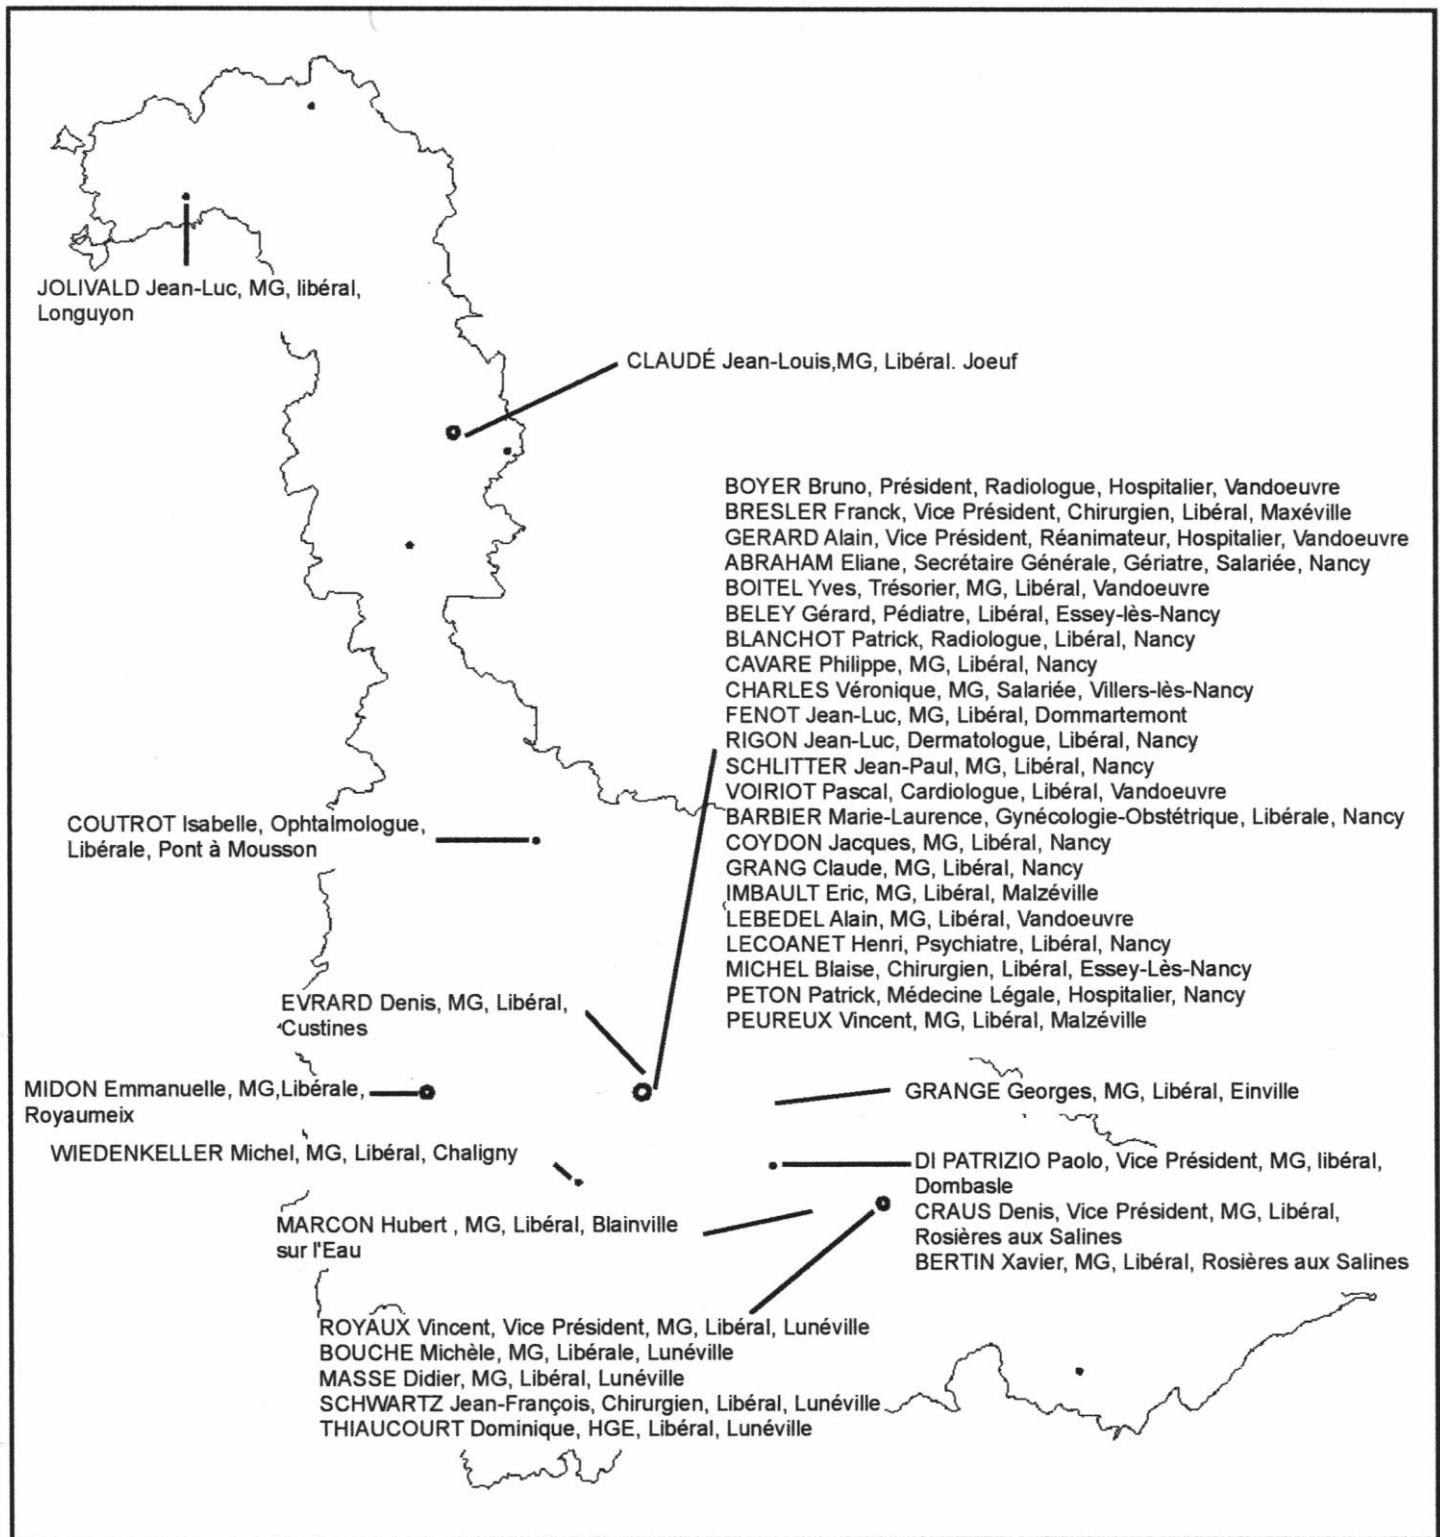 JOLIVALD Jean-Luc, MG, libéral,
Longuyon
CLAUDÉ Jean-Louis,MG, Libéral. Joeuf
BOYER Bruno, Président, Radiologue, Hospitalier, Vandoeuvre
BRESLER Franck, Vice Président, Chirurgien, Libéral, Maxéville
GERARD Alain, Vice Président, Réanimateur, Hospitalier, Vandoeuvre
ABRAHAM Eliane, Secrétaire Générale, Gériatre, Salariée, Nancy
BOITEL Yves, Trésorier, MG, Libéral, Vandoeuvre
BELEY Gérard, Pédiatre, Libéral, Essey-lès-Nancy
BLANCHOT Patrick, Radiologue, Libéral, Nancy
CAVARE Philippe, MG, Libéral, Nancy
CHARLES Véronique, MG, Salariée, Villers-lès-Nancy
FENOT Jean-Luc, MG, Libéral, Dommartemont
RIGON Jean-Luc, Dermatologue, Libéral, Nancy
SCHLITTER Jean-Paul, MG, Libéral, Nancy
VOIRIOT Pascal, Cardiologue, Libéral, Vandoeuvre
BARBIER Marie-Laurence, Gynécologie-Obstétrique, Libérale, Nancy
COYDON Jacques, MG, Libéral, Nancy
GRANG Claude, MG, Libéral, Nancy
IMBAULT Eric, MG, Libéral, Malzéville
LEBEDEL Alain, MG, Libéral, Vandoeuvre
LECOANET Henri, Psychiatre, Libéral, Nancy
MICHEL Blaise, Chirurgien, Libéral, Essey-Lès-Nancy
PETON Patrick, Médecine Légale, Hospitalier, Nancy
PEUREUX Vincent, MG, Libéral, Malzéville
COUTROT Isabelle, Ophtalmologue,
Libérale, Pont à Mousson
EVRARD Denis, MG, Libéral,
Custines
MIDON Emmanuelle, MG,Libérale,
Royaumeix
GRANGE Georges, MG, Libéral, Einville
WIEDENKELLER Michel, MG, Libéral, Chaligny
DI PATRIZIO Paolo, Vice Président, MG, libéral,
Dombasle
CRAUS Denis, Vice Président, MG, Libéral,
Rosières aux Salines
BERTIN Xavier, MG, Libéral, Rosières aux Salines
MARCON Hubert , MG, Libéral, Blainville
sur l'Eau
ROYAUX Vincent, Vice Président, MG, Libéral, Lunéville
BOUCHE Michèle, MG, Libérale, Lunéville
MASSE Didier, MG, Libéral, Lunéville
SCHWARTZ Jean-François, Chirurgien, Libéral, Lunéville
THIAUCOURT Dominique, HGE, Libéral, Lunéville